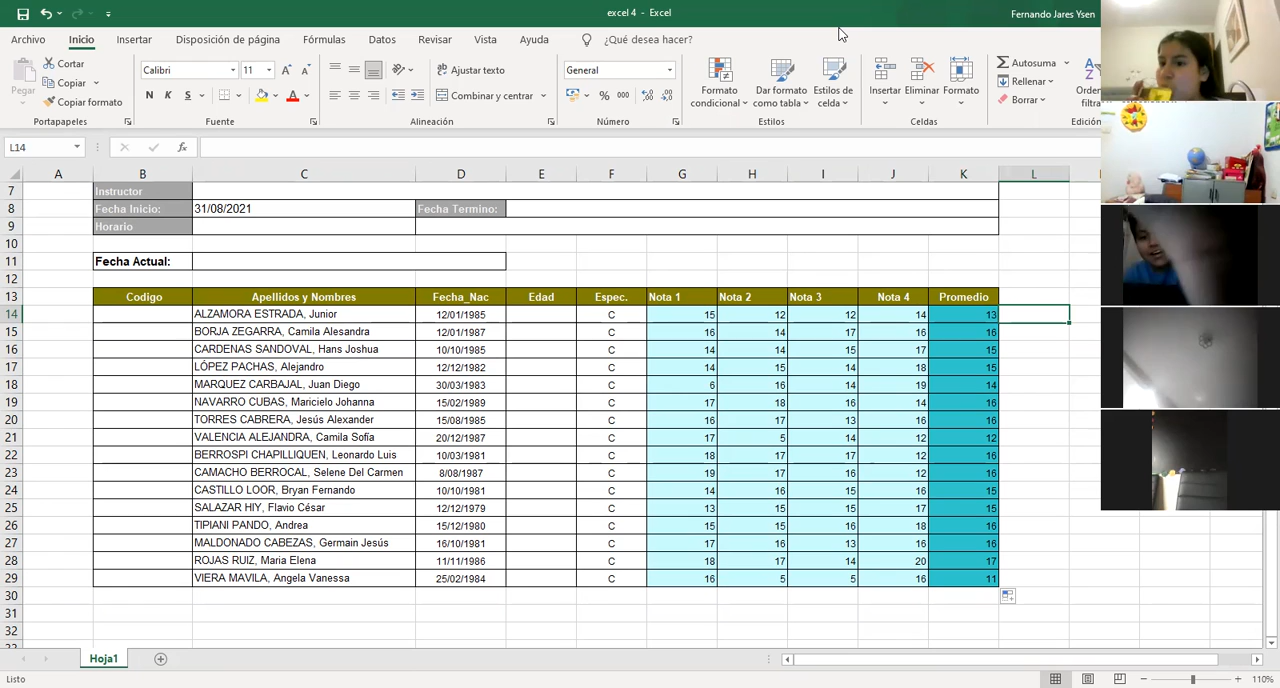 excel 4 - Excel
Fernando Jares Ysen
Archivo Inicio Insertar Disposición de página Fórmulas Datos Revisar Vista Ayuda ¿Qué desea hacer?
Pegar
Cortar
Copiar
Copiar formato
Portapapeles
Calibri 11
N K S
Fuente
Ajustar texto
Combinar y centrar
Alineación
General
% 000
Número
Formato condicional
Dar formato como tabla
Estilos de celda
Estilos
Insertar Eliminar Formato
Celdas
Autosuma
Rellenar
Borrar
Edición
L14 fx
A B C D E F G H I J K L
7 Instructor
8 Fecha Inicio: 31/08/2021 Fecha Termino:
9 Horario
10
11 Fecha Actual:
12
13 Codigo Apellidos y Nombres Fecha_Nac Edad Espec. Nota 1 Nota 2 Nota 3 Nota 4 Promedio
14 ALZAMORA ESTRADA, Junior 12/01/1985 C 15 12 12 14 13
15 BORJA ZEGARRA, Camila Alesandra 12/01/1987 C 16 14 17 16 16
16 CARDENAS SANDOVAL, Hans Joshua 10/10/1985 C 14 14 15 17 15
17 LÓPEZ PACHAS, Alejandro 12/12/1982 C 14 15 14 18 15
18 MARQUEZ CARBAJAL, Juan Diego 30/03/1983 C 6 16 14 19 14
19 NAVARRO CUBAS, Maricielo Johanna 15/02/1989 C 17 18 16 14 16
20 TORRES CABRERA, Jesús Alexander 15/08/1985 C 16 17 13 16 16
21 VALENCIA ALEJANDRA, Camila Sofía 20/12/1987 C 17 5 14 12 12
22 BERROSPI CHAPILLIQUEN, Leonardo Luis 10/03/1981 C 18 17 17 12 16
23 CAMACHO BERROCAL, Selene Del Carmen 8/08/1987 C 19 17 16 12 16
24 CASTILLO LOOR, Bryan Fernando 10/10/1981 C 14 16 15 16 15
25 SALAZAR HIY, Flavio César 12/12/1979 C 13 15 15 17 15
26 TIPIANI PANDO, Andrea 15/12/1980 C 15 15 16 18 16
27 MALDONADO CABEZAS, Germain Jesús 16/10/1981 C 17 16 13 16 16
28 ROJAS RUIZ, Maria Elena 11/11/1986 C 18 17 14 20 17
29 VIERA MAVILA, Angela Vanessa 25/02/1984 C 16 5 5 16 11
30
31
32
Hoja1
Listo
110%